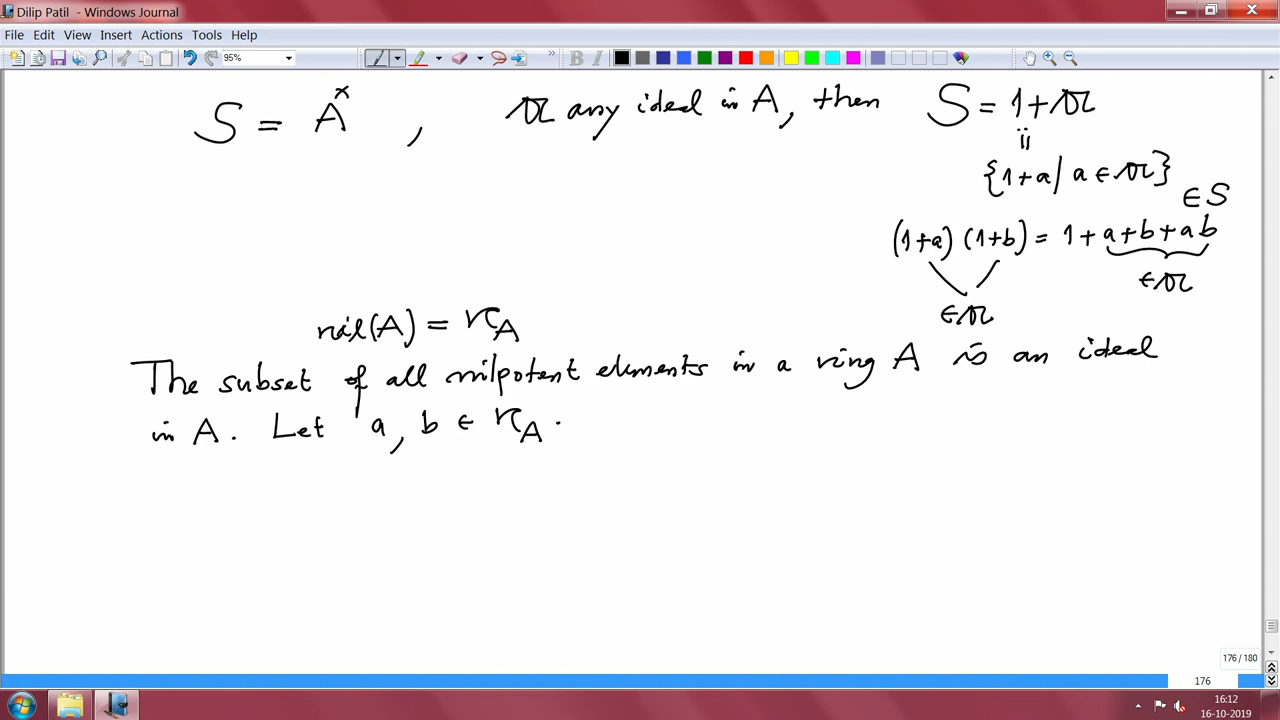 Dilip Patil - Windows Journal
File Edit View Insert Actions Tools Help
95%
S = A^×, 𝔞 any ideal in A, then S = 1+𝔞
{1+a | a ∈ 𝔞}
∈ S
(1+a)(1+b) = 1+a+b+ab
∈ 𝔞
∈ 𝔞
nil(A) = 𝔫_A
The subset of all nilpotent elements in a ring A is an ideal
in A. Let a, b ∈ 𝔫_A.
176 / 180
176
16:12
16-10-2019